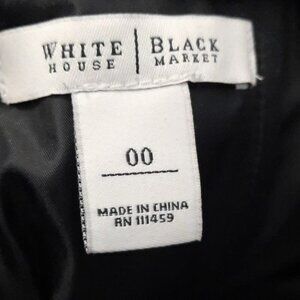 WHITE | BLACK
HOUSE | MARKET
00
MADE IN CHINA
RN 111459